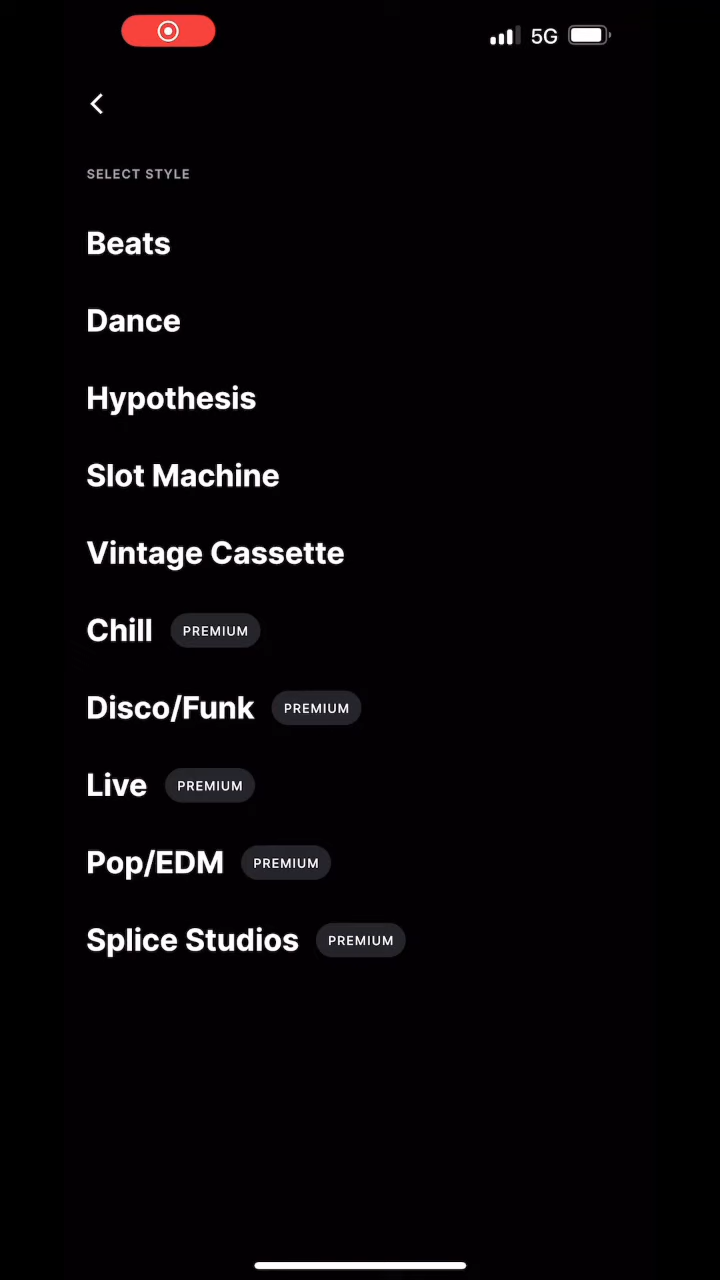 5G
SELECT STYLE
Beats
Dance
Hypothesis
Slot Machine
Vintage Cassette
Chill PREMIUM
Disco/Funk PREMIUM
Live PREMIUM
Pop/EDM PREMIUM
Splice Studios PREMIUM